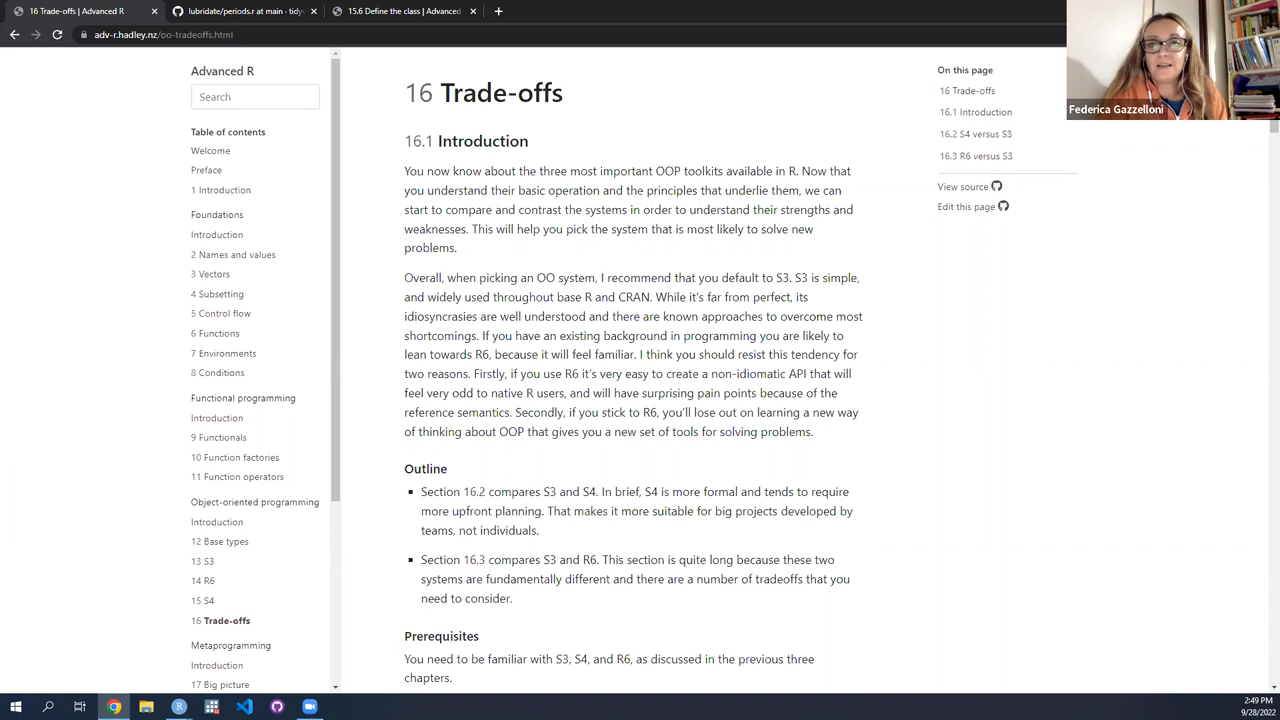 16 Trade-offs | Advanced R
lubridate/periods.r at main · tidyv
15.6 Define the class | Advanced
adv-r.hadley.nz/oo-tradeoffs.html
Federica Gazzelloni
Advanced R
Search
Table of contents
Welcome
Preface
1 Introduction
Foundations
Introduction
2 Names and values
3 Vectors
4 Subsetting
5 Control flow
6 Functions
7 Environments
8 Conditions
Functional programming
Introduction
9 Functionals
10 Function factories
11 Function operators
Object-oriented programming
Introduction
12 Base types
13 S3
14 R6
15 S4
16 Trade-offs
Metaprogramming
Introduction
17 Big picture
16 Trade-offs
16.1 Introduction
You now know about the three most important OOP toolkits available in R. Now that
you understand their basic operation and the principles that underlie them, we can
start to compare and contrast the systems in order to understand their strengths and
weaknesses. This will help you pick the system that is most likely to solve new
problems.
Overall, when picking an OO system, I recommend that you default to S3. S3 is simple,
and widely used throughout base R and CRAN. While it's far from perfect, its
idiosyncrasies are well understood and there are known approaches to overcome most
shortcomings. If you have an existing background in programming you are likely to
lean towards R6, because it will feel familiar. I think you should resist this tendency for
two reasons. Firstly, if you use R6 it's very easy to create a non-idiomatic API that will
feel very odd to native R users, and will have surprising pain points because of the
reference semantics. Secondly, if you stick to R6, you'll lose out on learning a new way
of thinking about OOP that gives you a new set of tools for solving problems.
Outline
Section 16.2 compares S3 and S4. In brief, S4 is more formal and tends to require
more upfront planning. That makes it more suitable for big projects developed by
teams, not individuals.
Section 16.3 compares S3 and R6. This section is quite long because these two
systems are fundamentally different and there are a number of tradeoffs that you
need to consider.
Prerequisites
You need to be familiar with S3, S4, and R6, as discussed in the previous three
chapters.
On this page
16 Trade-offs
16.1 Introduction
16.2 S4 versus S3
16.3 R6 versus S3
View source
Edit this page
2:49 PM
9/28/2022